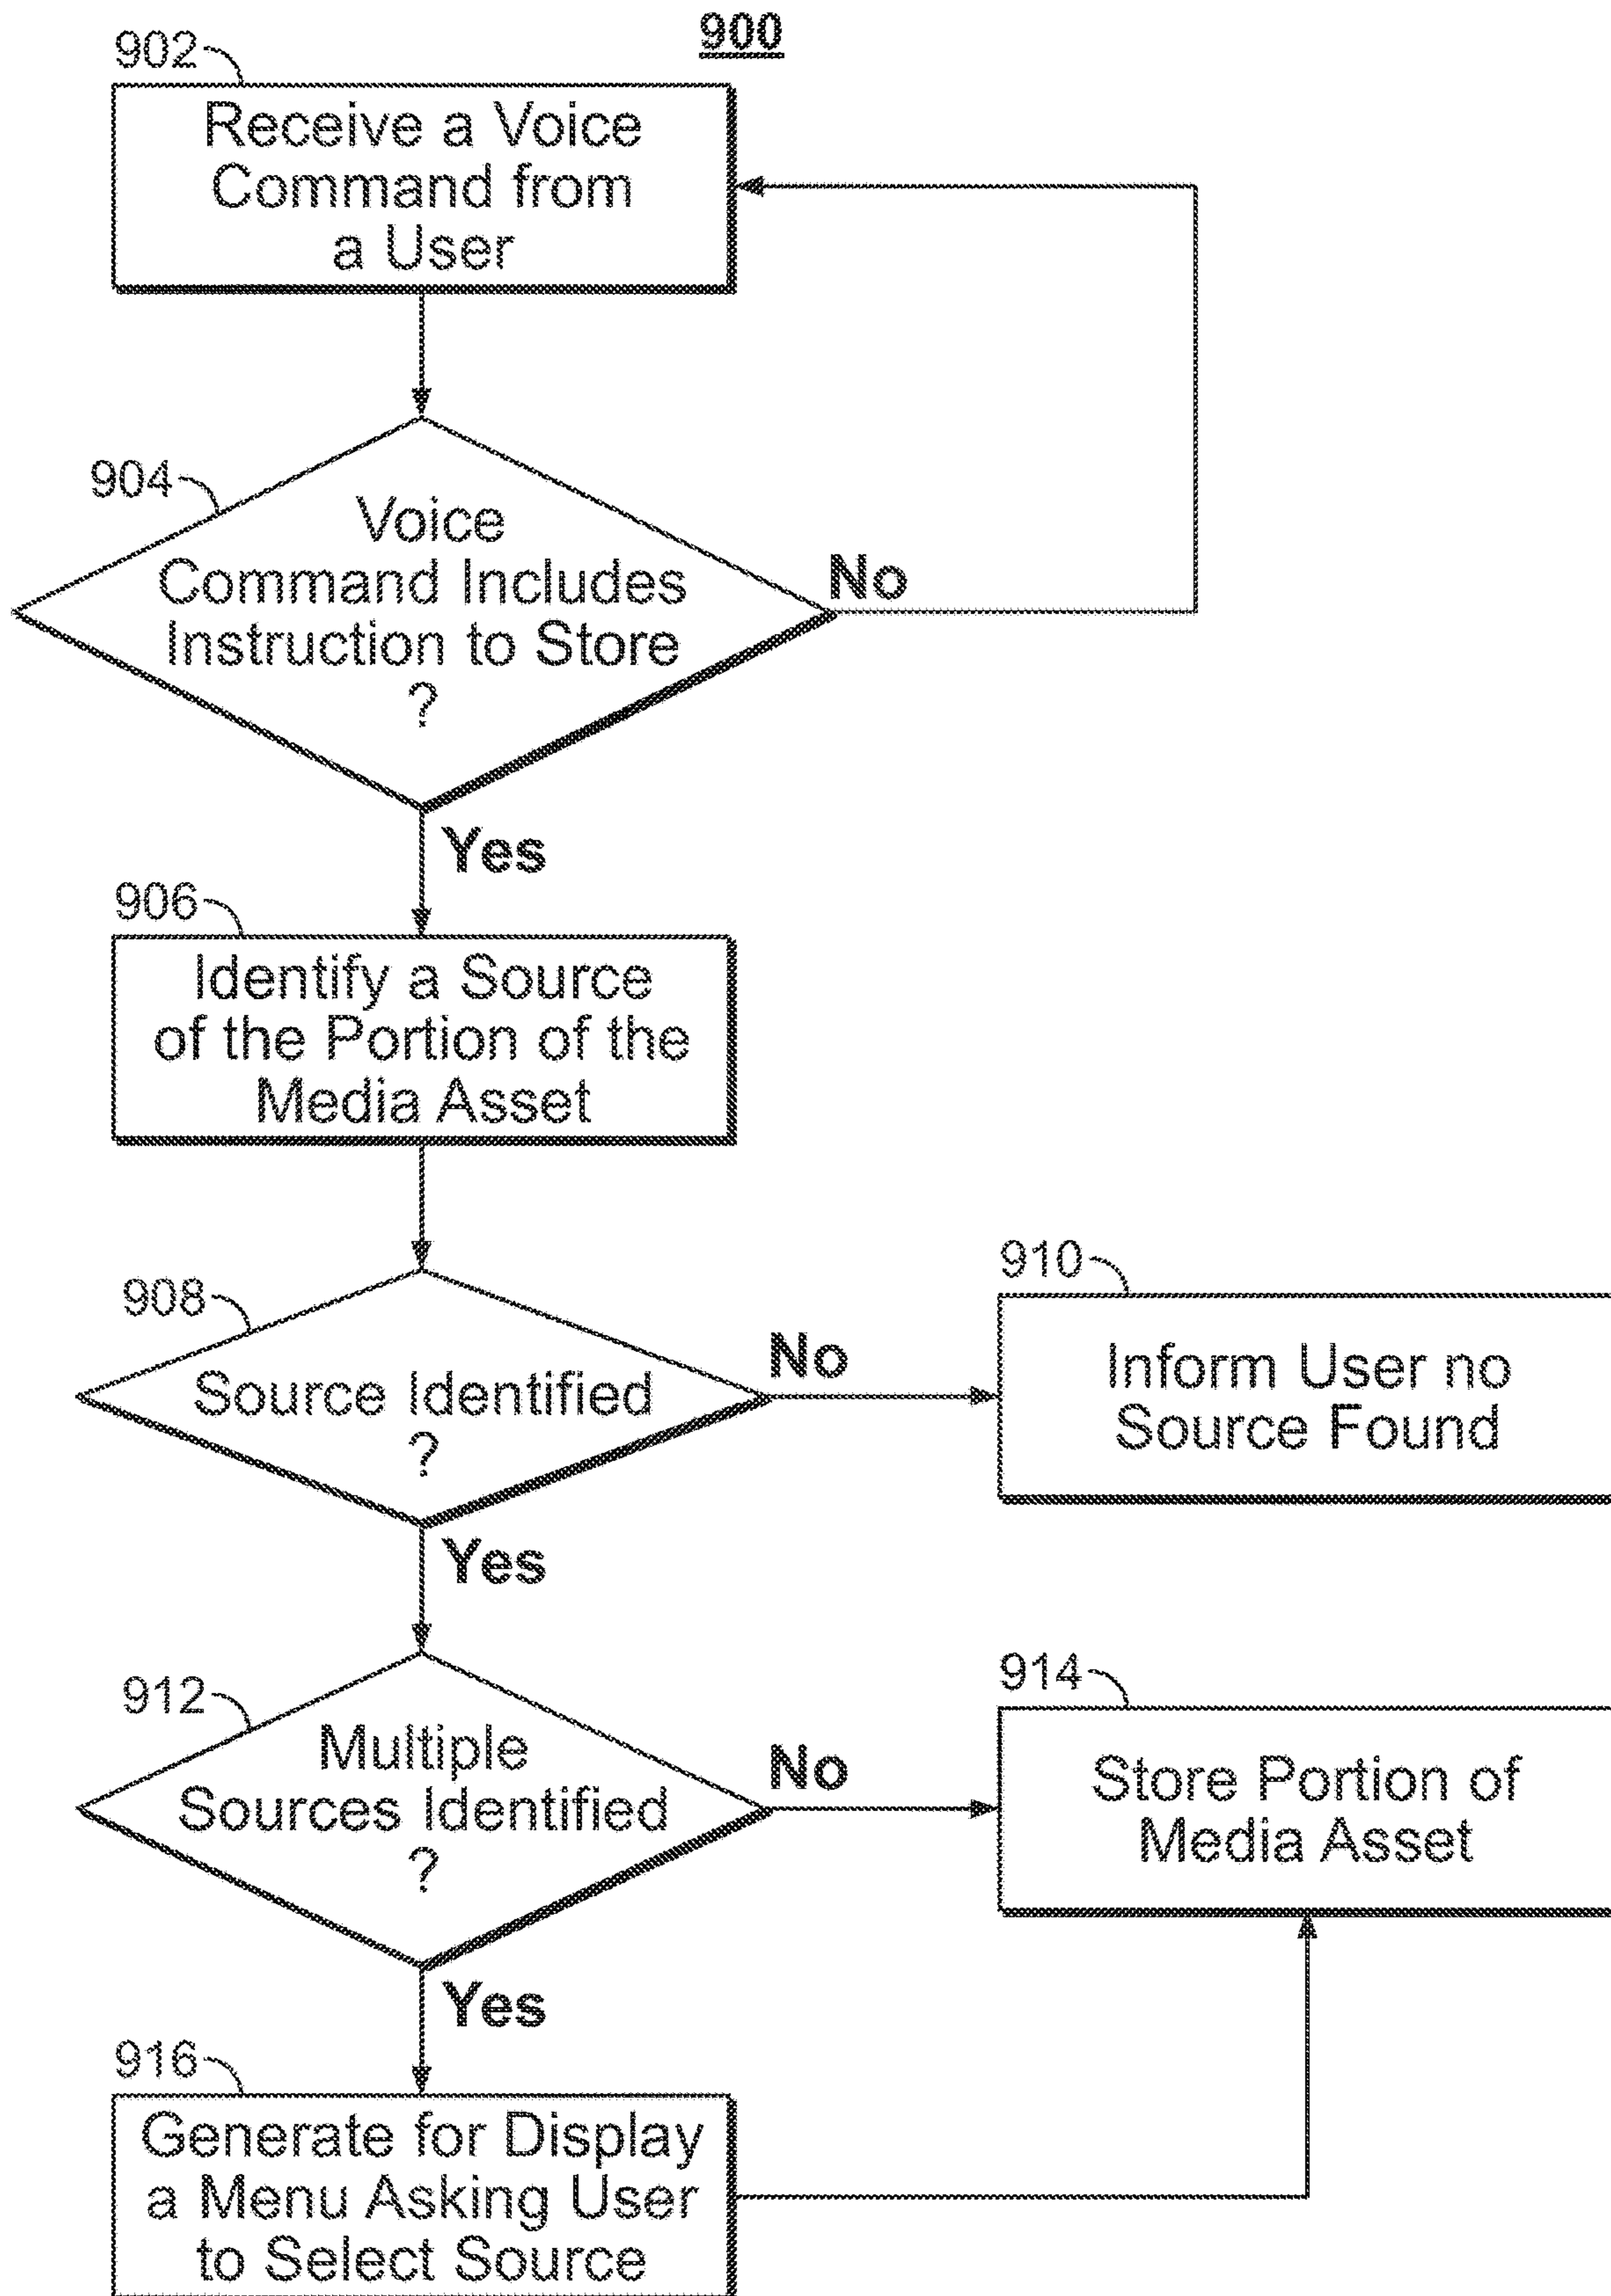 900
902
Receive a Voice
Command from
a User
904
Voice
Command Includes
Instruction to Store
?
No
Yes
906
Identify a Source
of the Portion of the
Media Asset
908
Source Identified
?
No
910
Inform User no
Source Found
Yes
912
Multiple
Sources Identified
?
No
914
Store Portion of
Media Asset
Yes
916
Generate for Display
a Menu Asking User
to Select Source